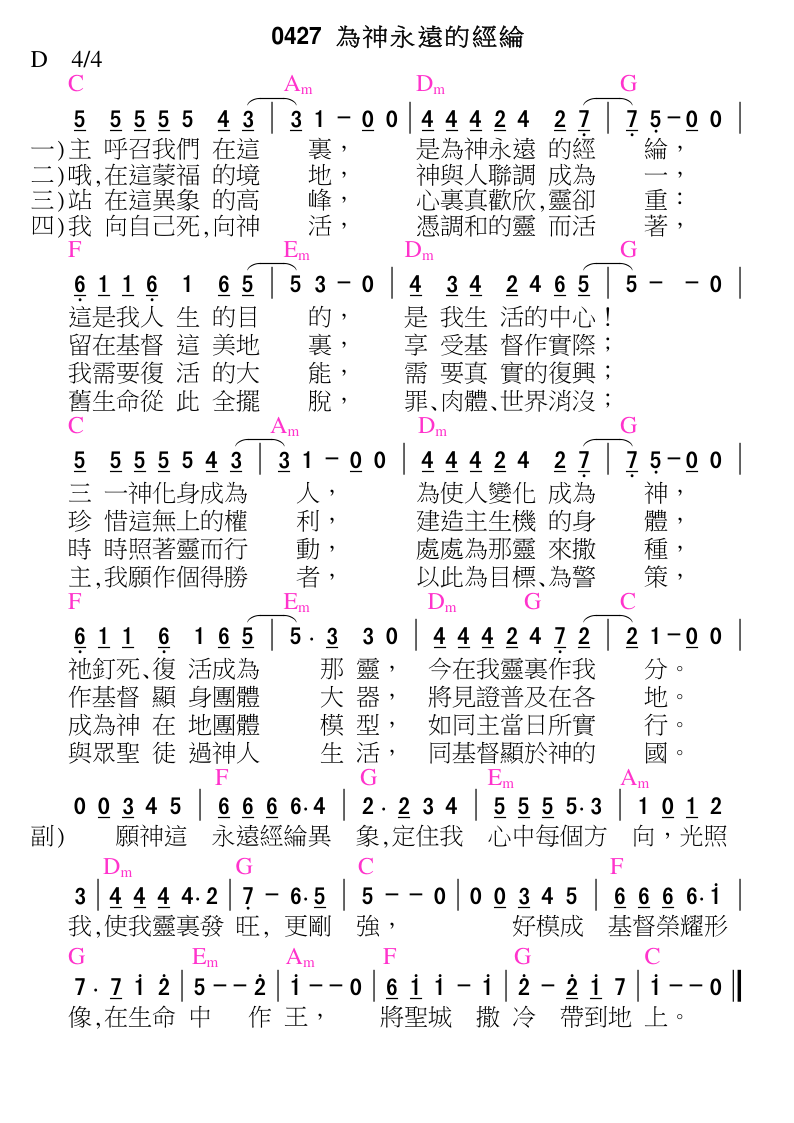 0427 為神永遠的經綸
D 4/4
C Am Dm G
5 5 5 5 5 4 3 | 3 1 － 0 0 | 4 4 4 2 4 2 7 | 7 5 － 0 0 |
一)主 呼召我們 在這 裏， 是為神永遠 的經 綸，
二)哦,在這蒙福 的境 地， 神與人聯調 成為 一，
三)站 在這異象 的高 峰， 心裏真歡欣,靈卻 重：
四)我 向自己死,向神 活， 憑調和的靈 而活 著，
F Em Dm G
6 1 1 6 1 6 5 | 5 3 － 0 | 4 3 4 2 4 6 5 | 5 － － 0 |
這是我人 生 的目 的， 是 我生 活的中心！
留在基督 這 美地 裏， 享 受基 督作實際；
我需要復 活 的大 能， 需 要真 實的復興；
舊生命從 此 全擺 脫， 罪、肉體、世界消沒；
C Am Dm G
5 5 5 5 5 4 3 | 3 1 － 0 0 | 4 4 4 2 4 2 7 | 7 5 － 0 0 |
三 一神化身成為 人， 為使人變化 成為 神，
珍 惜這無上的權 利， 建造主生機 的身 體，
時 時照著靈而行 動， 處處為那靈 來撒 種，
主,我願作個得勝 者， 以此為目標、為警 策，
F Em Dm G C
6 1 1 6 1 6 5 | 5 . 3 3 0 | 4 4 4 2 4 7 2 | 2 1 － 0 0 |
祂釘死、復 活成為 那 靈， 今在我靈裏作我 分。
作基督 顯 身團體 大 器， 將見證普及在各 地。
成為神 在 地團體 模 型， 如同主當日所實 行。
與眾聖 徒 過神人 生 活， 同基督顯於神的 國。
F G Em Am
0 0 3 4 5 | 6 6 6 6 . 4 | 2 . 2 3 4 | 5 5 5 5 . 3 | 1 0 1 2
副) 願神這 永遠經綸異 象,定住我 心中每個方 向，光照
Dm G C F
3 | 4 4 4 4 . 2 | 7 － 6 . 5 | 5 － － 0 | 0 0 3 4 5 | 6 6 6 6 . 1 |
我,使我靈裏發 旺, 更剛 強， 好模成 基督榮耀形
G Em Am F G C
7 . 7 1 2 | 5 － － 2 | 1 － － 0 | 6 1 1 － 1 | 2 － 2 1 7 | 1 － － 0 ‖
像,在生命 中 作 王， 將聖城 撒 冷 帶到地 上。